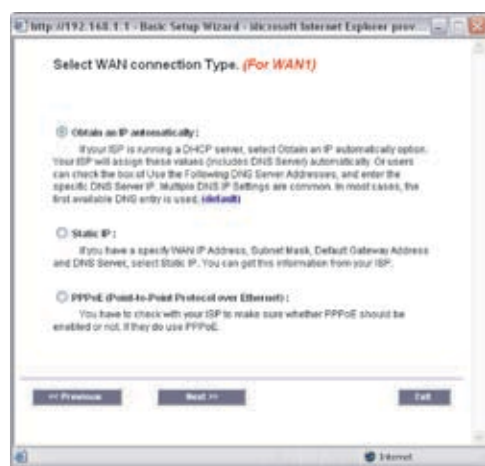 http://192.168.1.1 - Basic Setup Wizard - Microsoft Internet Explorer prov...
Select WAN connection Type. (For WAN1)
Obtain an IP automatically :
If your ISP is running a DHCP server, select Obtain an IP automatically option.
Your ISP will assign these values (includes DNS Server) automatically. Or users
can check the box of Use the Following DNS Server Addresses, and enter the
specific DNS Server IP. Multiple DNS IP Settings are common. In most cases, the
first available DNS entry is used. (default)
Static IP :
If you have a specify WAN IP Address, Subnet Mask, Default Gateway Address
and DNS Server, select Static IP. You can get this information from your ISP.
PPPoE (Point-to-Point Protocol over Ethernet) :
You have to check with your ISP to make sure whether PPPoE should be
enabled or not. If they do use PPPoE.
<< Previous
Next >>
Exit
Internet